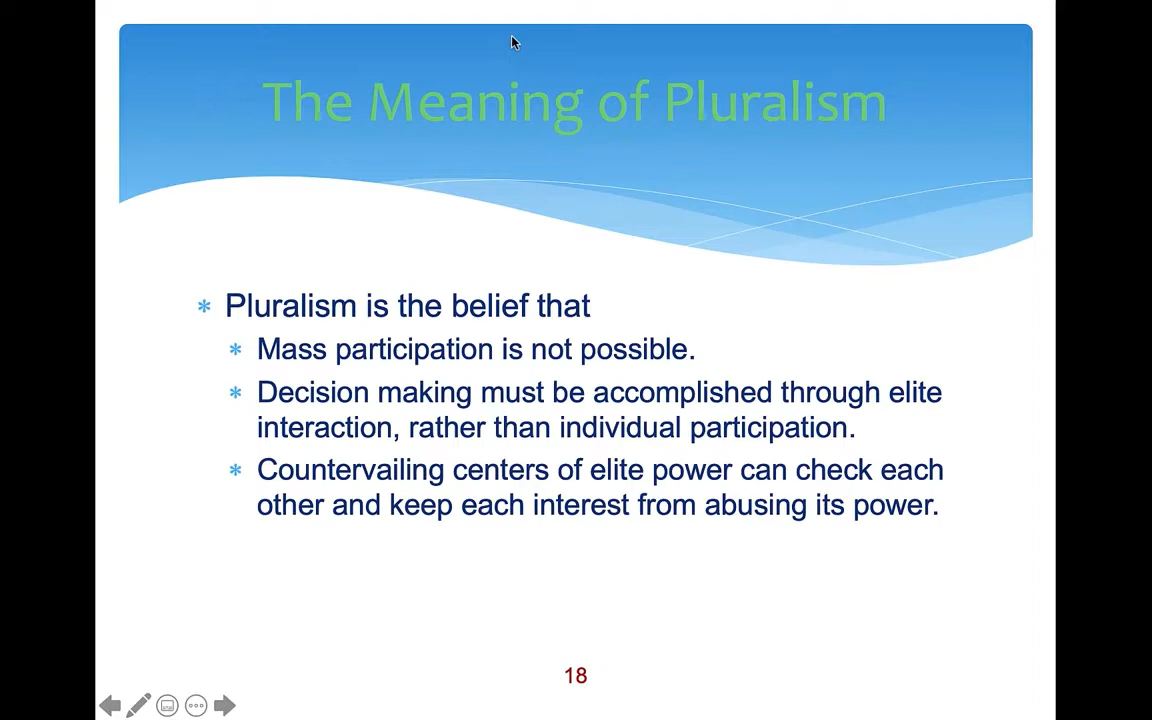 The Meaning of Pluralism
* Pluralism is the belief that
* Mass participation is not possible.
* Decision making must be accomplished through elite
interaction, rather than individual participation.
* Countervailing centers of elite power can check each
other and keep each interest from abusing its power.
18